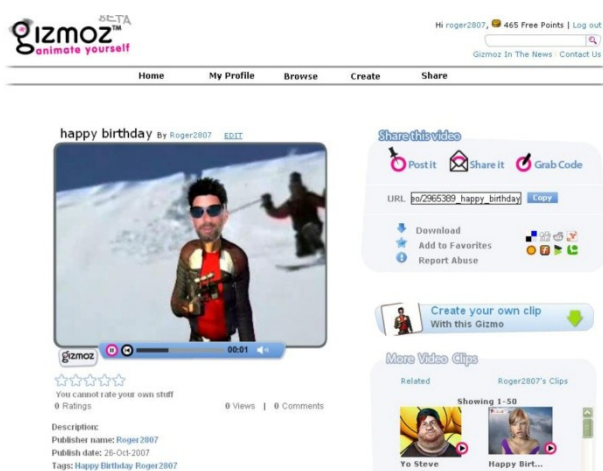 BETA
Hi roger2807, 465 Free Points | Log out
gizmoz™
animate yourself
Gizmoz In The News Contact Us
Home My Profile Browse Create Share
happy birthday By Roger2807 EDIT
Share this video
Post it Share it Grab Code
URL eo/2965389_happy_birthday Copy
Download
Add to Favorites
Report Abuse
Create your own clip
With this Gizmo
gizmoz 00:01
More Video Clips
You cannot rate your own stuff
0 Ratings 0 Views | 0 Comments
Related Roger2807's Clips
Showing 1-50
Description:
Publisher name: Roger2807
Publish date: 26-Oct-2007
Tags: Happy Birthday Roger2807
Yo Steve Happy Birt...